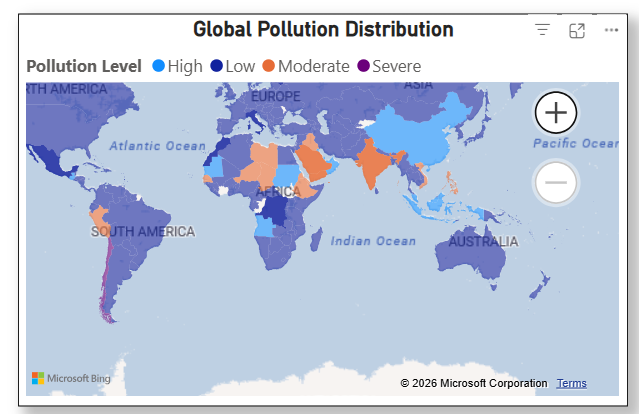 Global Pollution Distribution
Pollution Level High Low Moderate Severe
RTH AMERICA
EUROPE
ASIA
Atlantic Ocean
Pacific Ocean
AFRICA
SOUTH AMERICA
Indian Ocean
AUSTRALIA
Microsoft Bing
© 2026 Microsoft Corporation Terms